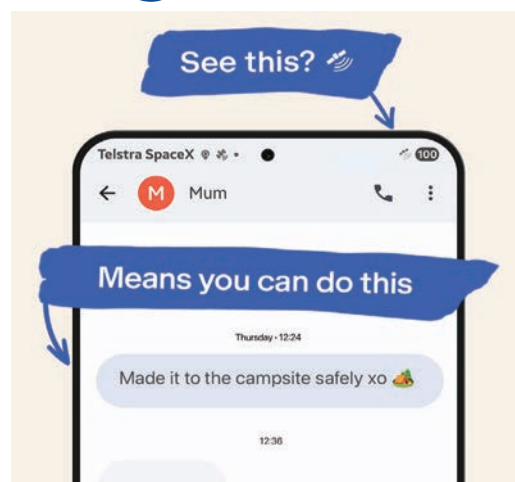 See this? 🛰️
Telstra SpaceX
100
M Mum
Means you can do this
Thursday • 12:24
Made it to the campsite safely xo 🏕️
12:36